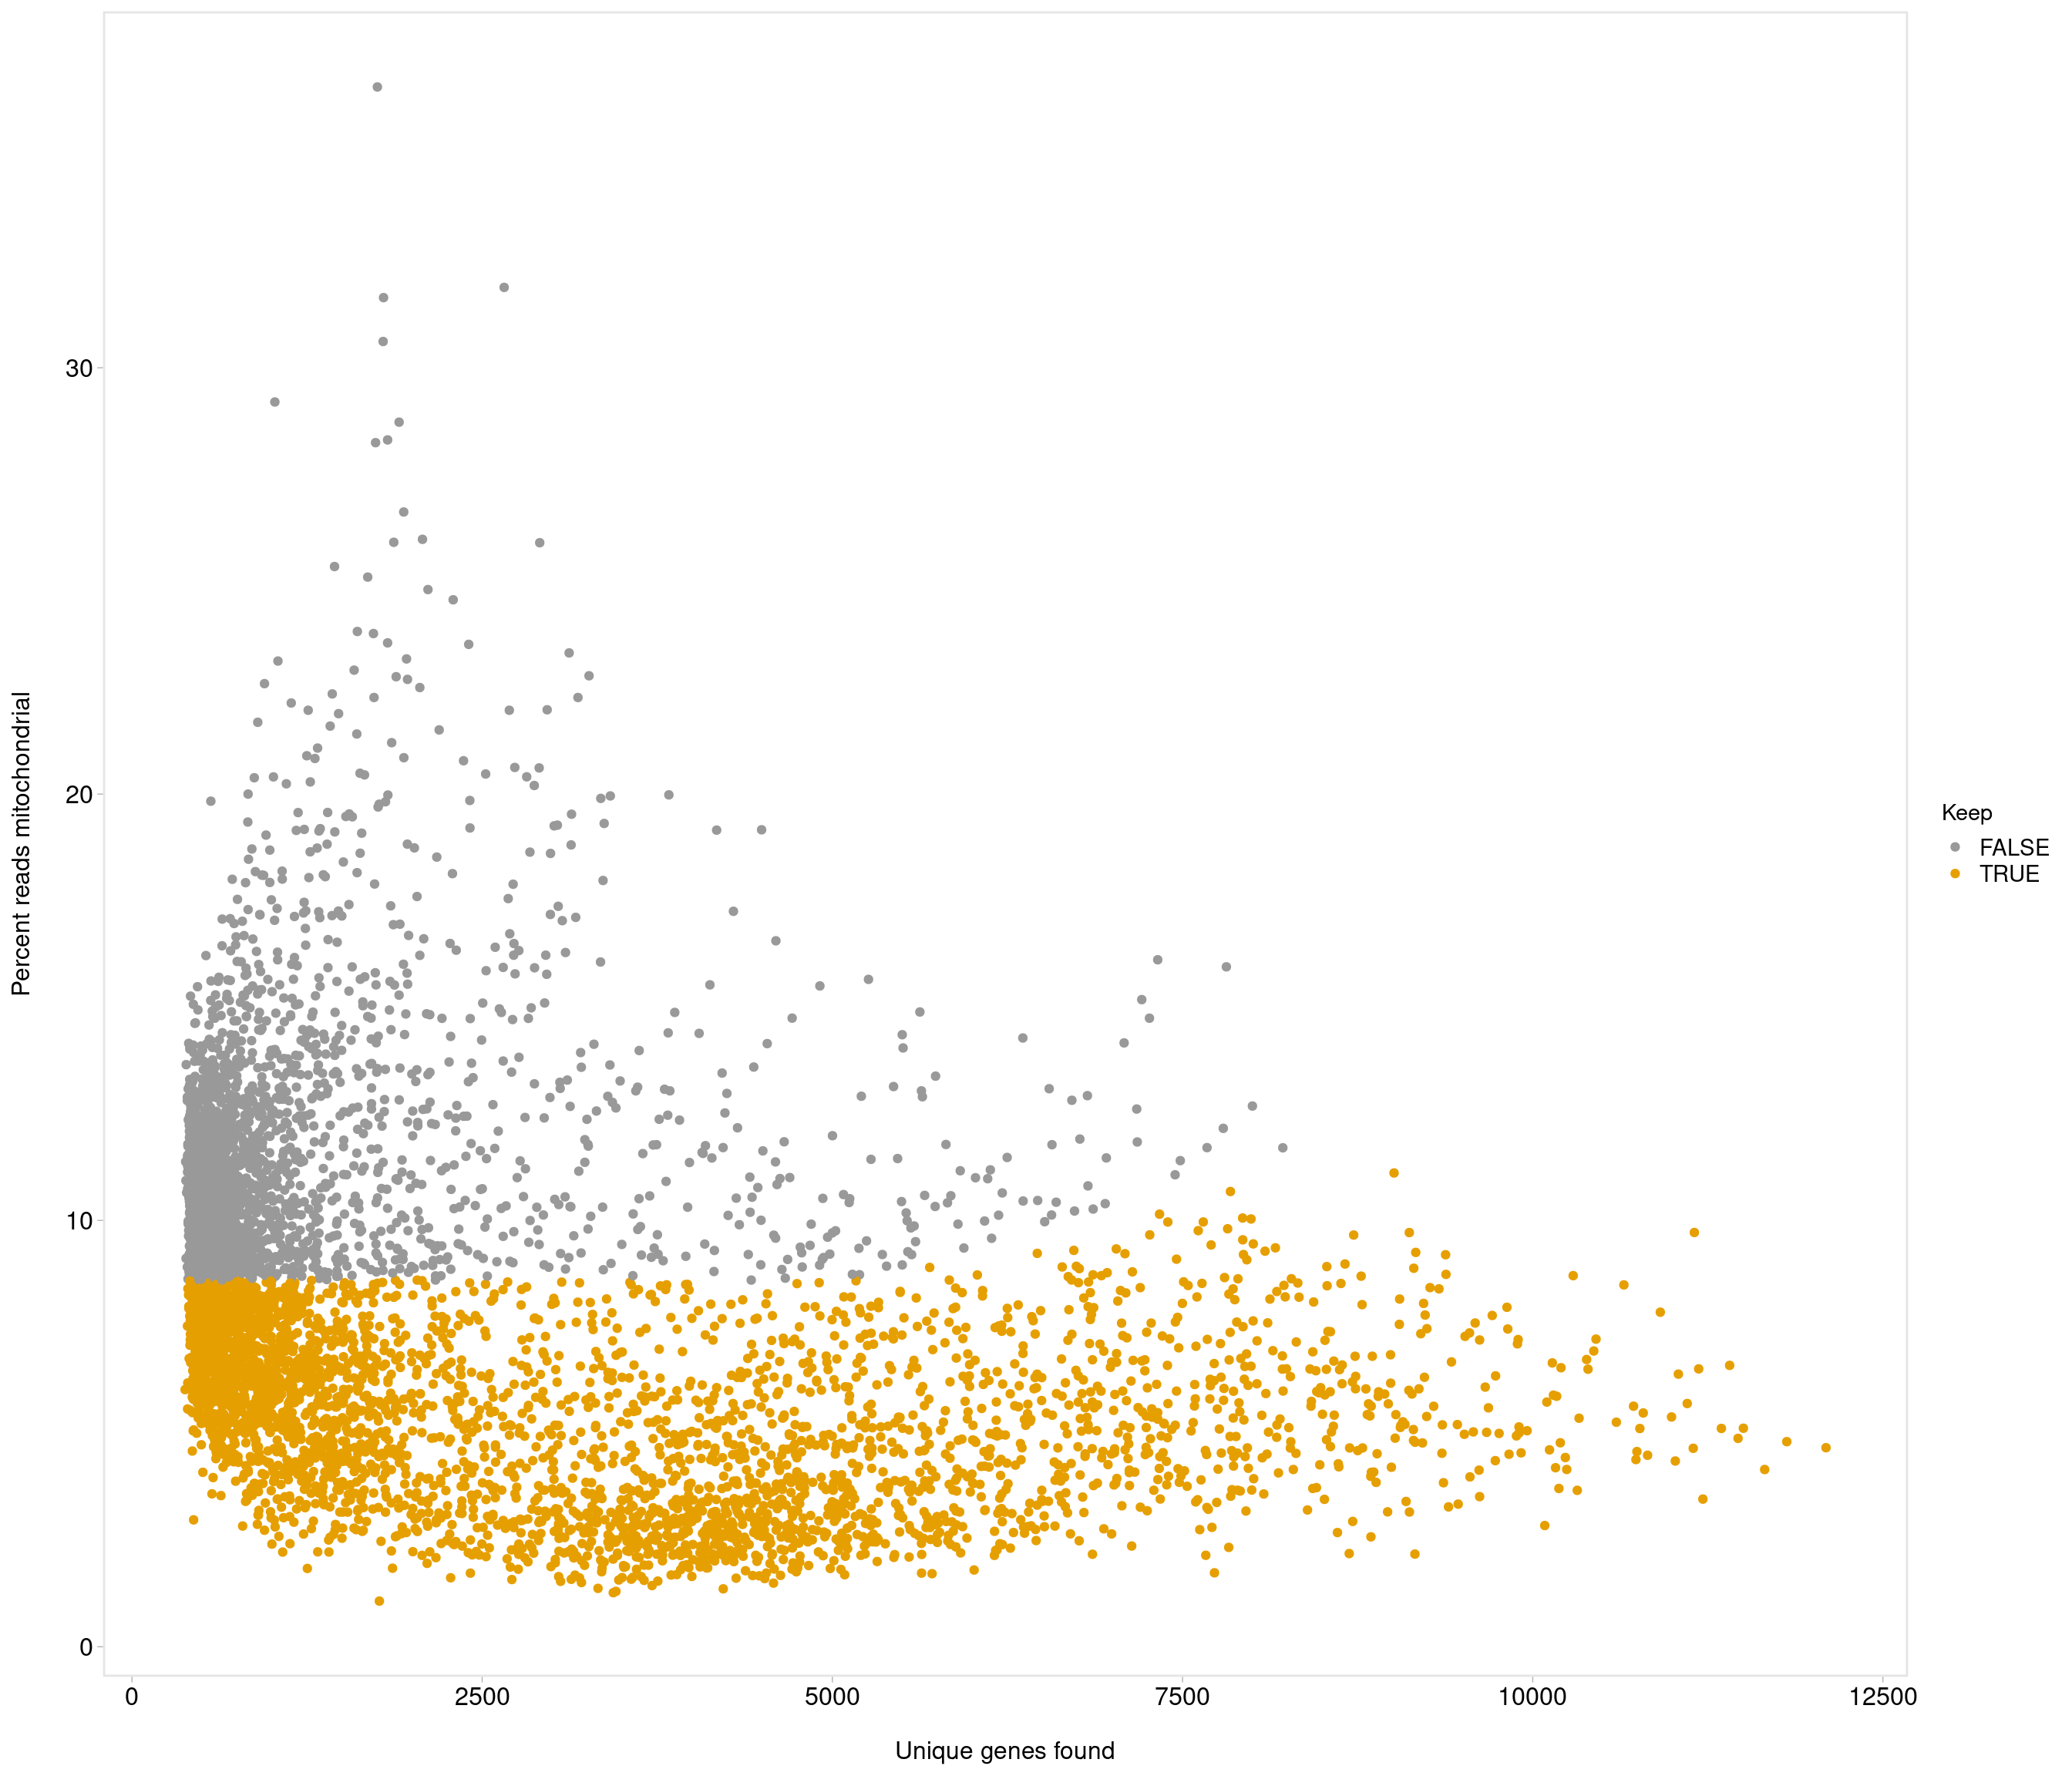 Percent reads mitochondrial
30
20
10
0
0 2500 5000 7500 10000 12500
Unique genes found
Keep
FALSE
TRUE